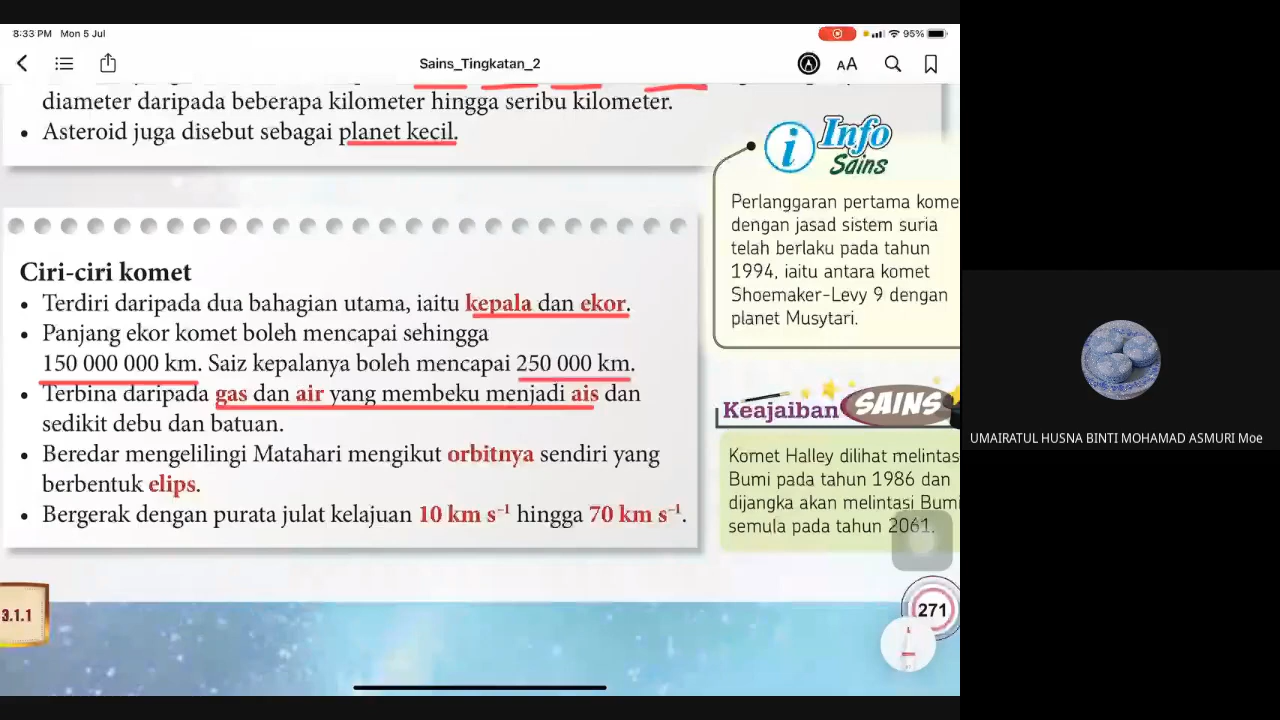 8:33 PM Mon 5 Jul
95%
Sains_Tingkatan_2
AA
diameter daripada beberapa kilometer hingga seribu kilometer.
• Asteroid juga disebut sebagai planet kecil.
Ciri-ciri komet
• Terdiri daripada dua bahagian utama, iaitu kepala dan ekor.
• Panjang ekor komet boleh mencapai sehingga
150 000 000 km. Saiz kepalanya boleh mencapai 250 000 km.
• Terbina daripada gas dan air yang membeku menjadi ais dan
sedikit debu dan batuan.
• Beredar mengelilingi Matahari mengikut orbitnya sendiri yang
berbentuk elips.
• Bergerak dengan purata julat kelajuan 10 km s⁻¹ hingga 70 km s⁻¹.
3.1.1
i Info
Sains
Perlanggaran pertama kome
dengan jasad sistem suria
telah berlaku pada tahun
1994, iaitu antara komet
Shoemaker-Levy 9 dengan
planet Musytari.
Keajaiban SAINS
Komet Halley dilihat melintas
Bumi pada tahun 1986 dan
dijangka akan melintasi Bumi
semula pada tahun 2061.
271
UMAIRATUL HUSNA BINTI MOHAMAD ASMURI Moe